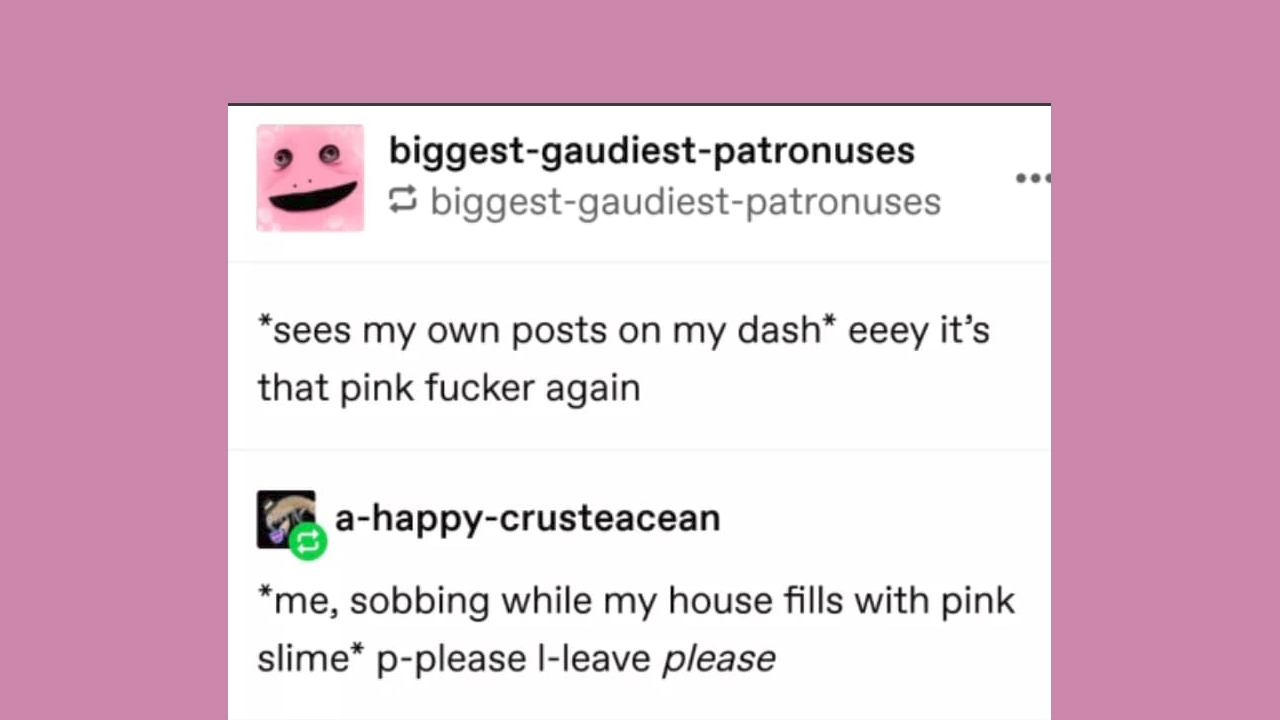 biggest-gaudiest-patronuses
biggest-gaudiest-patronuses
*sees my own posts on my dash* eeey it’s
that pink fucker again
a-happy-crusteacean
*me, sobbing while my house fills with pink
slime* p-please l-leave please